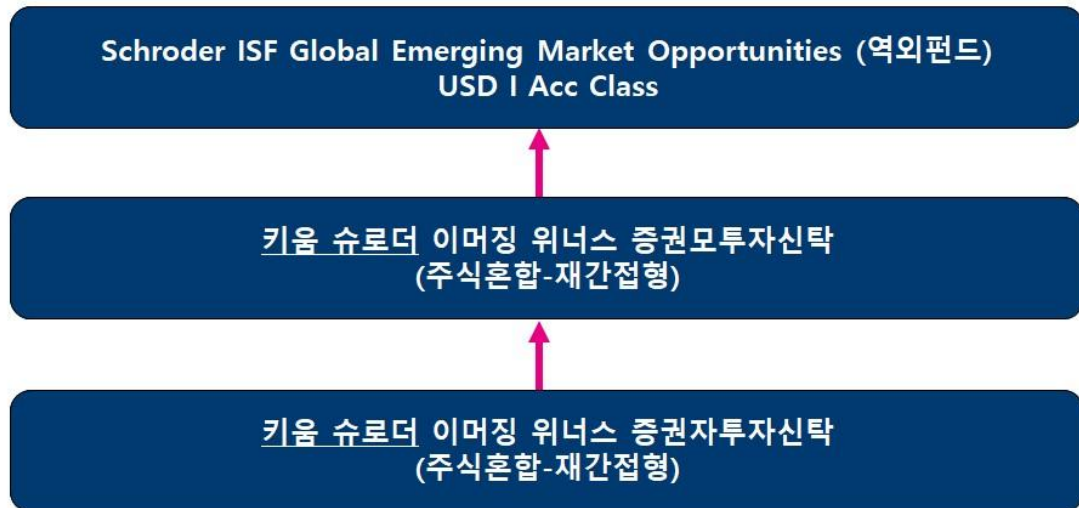 Schroder ISF Global Emerging Market Opportunities (역외펀드)
USD I Acc Class
키움 슈로더 이머징 위너스 증권모투자신탁
(주식혼합-재간접형)
키움 슈로더 이머징 위너스 증권자투자신탁
(주식혼합-재간접형)